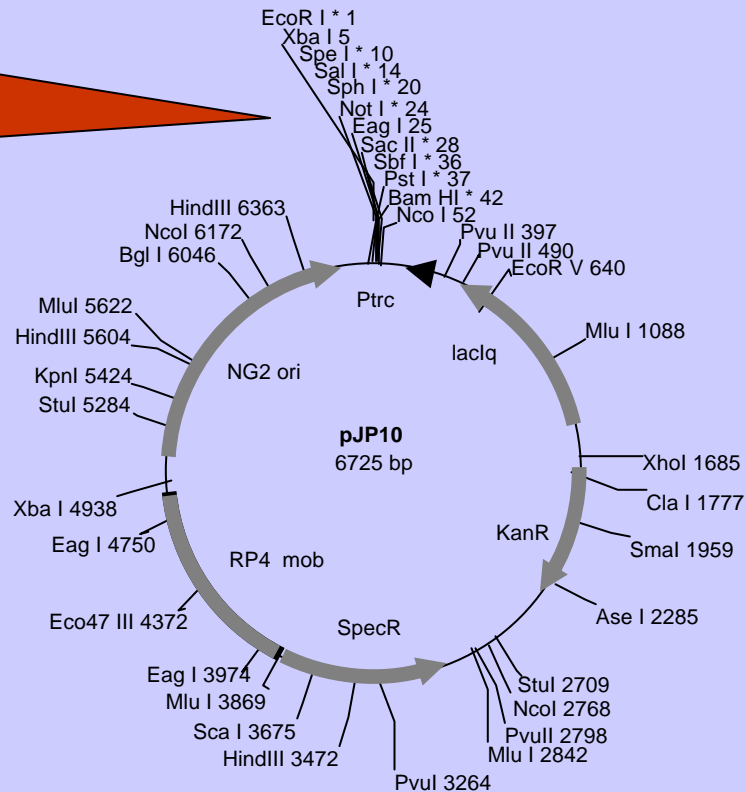 EcoR I * 1
Xba I 5
Spe I * 10
Sal I * 14
Sph I * 20
Not I * 24
Eag I 25
Sac II * 28
Sbf I * 36
Pst I * 37
Bam HI * 42
Nco I 52
Pvu II 397
Pvu II 490
EcoR V 640
Mlu I 1088
XhoI 1685
Cla I 1777
SmaI 1959
Ase I 2285
StuI 2709
NcoI 2768
PvuII 2798
Mlu I 2842
PvuI 3264
HindIII 3472
Sca I 3675
Mlu I 3869
Eag I 3974
Eco47 III 4372
Eag I 4750
Xba I 4938
StuI 5284
KpnI 5424
HindIII 5604
MluI 5622
Bgl I 6046
NcoI 6172
HindIII 6363
Ptrc
lacIq
KanR
SpecR
RP4 mob
NG2 ori
pJP10
6725 bp